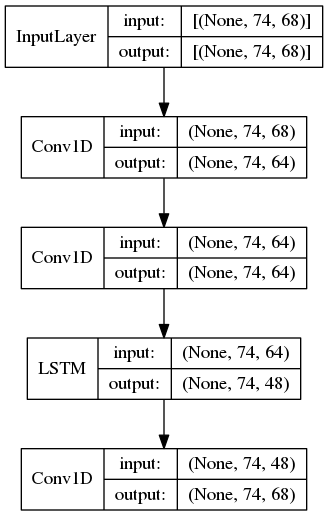 InputLayer input: [(None, 74, 68)]
output: [(None, 74, 68)]
Conv1D input: (None, 74, 68)
output: (None, 74, 64)
Conv1D input: (None, 74, 64)
output: (None, 74, 64)
LSTM input: (None, 74, 64)
output: (None, 74, 48)
Conv1D input: (None, 74, 48)
output: (None, 74, 68)